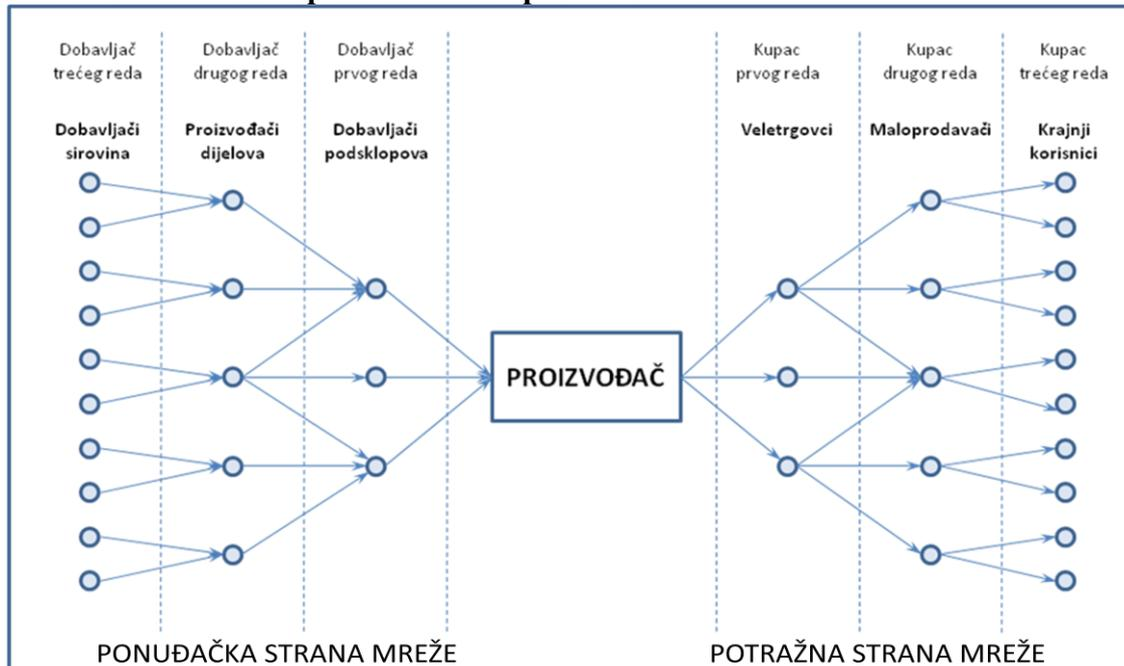 Dobavljač
trećeg reda
Dobavljač
drugog reda
Dobavljač
prvog reda
Kupac
prvog reda
Kupac
drugog reda
Kupac
trećeg reda
Dobavljači
sirovina
Proizvođači
dijelova
Dobavljači
podsklopova
Veletrgovci
Maloprodavači
Krajnji
korisnici
PROIZVOĐAČ
PONUĐAČKA STRANA MREŽE
POTRAŽNA STRANA MREŽE